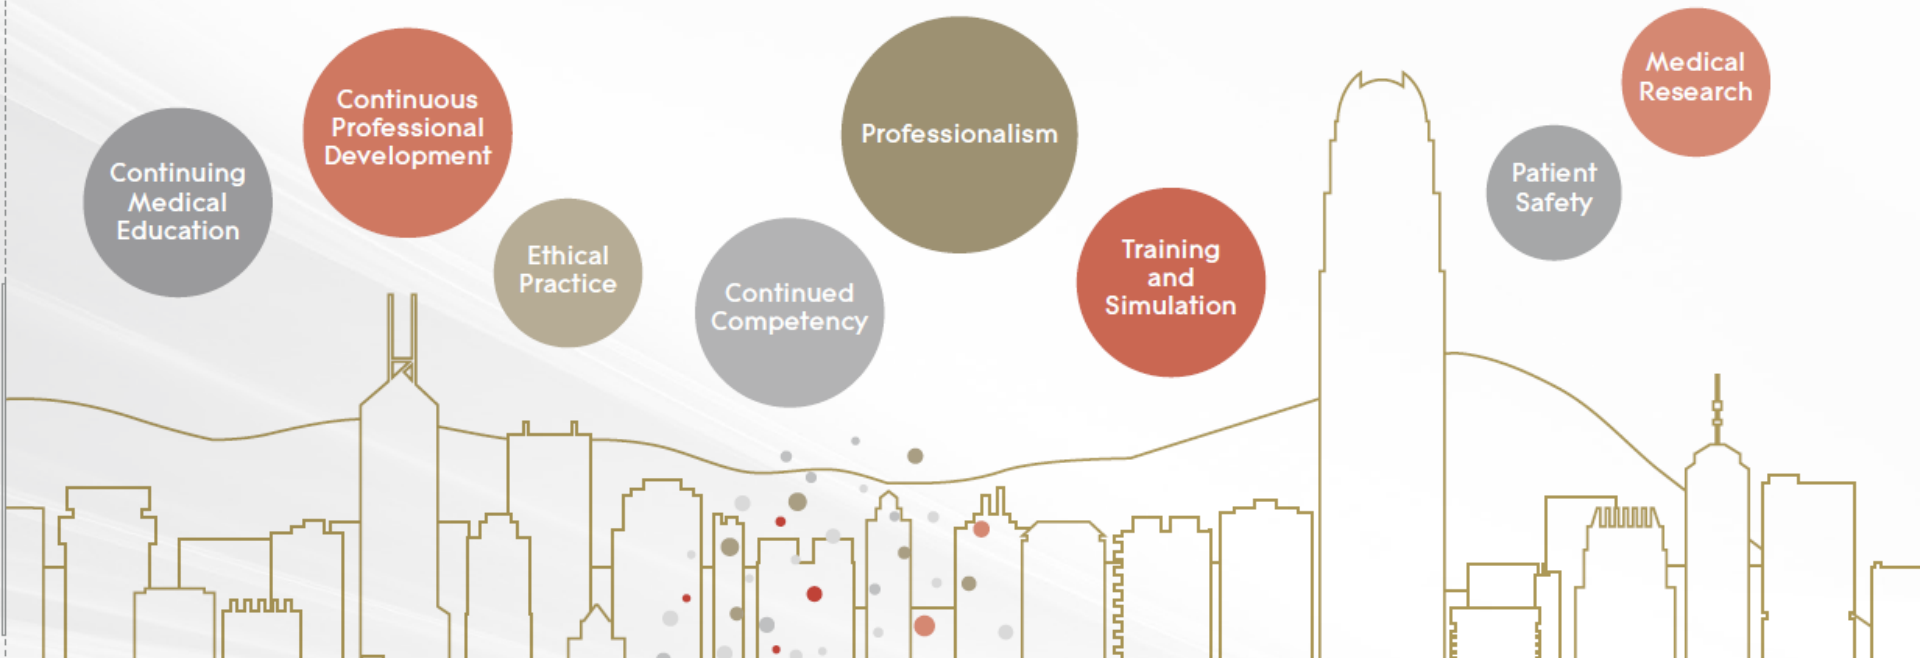 Continuing
Medical
Education
Continuous
Professional
Development
Ethical
Practice
Continued
Competency
Professionalism
Training
and
Simulation
Patient
Safety
Medical
Research